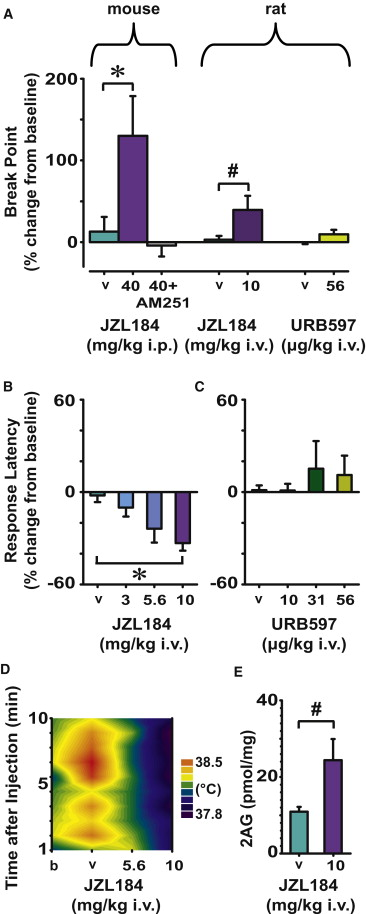 A
mouse rat
Break Point
(% change from baseline)
200
100
0
* #
v 40 40+ v 10 v 56
AM251
JZL184 JZL184 URB597
(mg/kg i.p.) (mg/kg i.v.) (µg/kg i.v.)
B C
Response Latency
(% change from baseline)
60 60
0 0
-60 -60
*
v 3 5.6 10 v 10 31 56
JZL184 URB597
(mg/kg i.v.) (µg/kg i.v.)
D
Time after Injection (min)
10
5
1
b v 5.6 10
JZL184
(mg/kg i.v.)
38.5
(°C)
37.8
E
2AG (pmol/mg)
40
20
0
#
v 10
JZL184
(mg/kg i.v.)